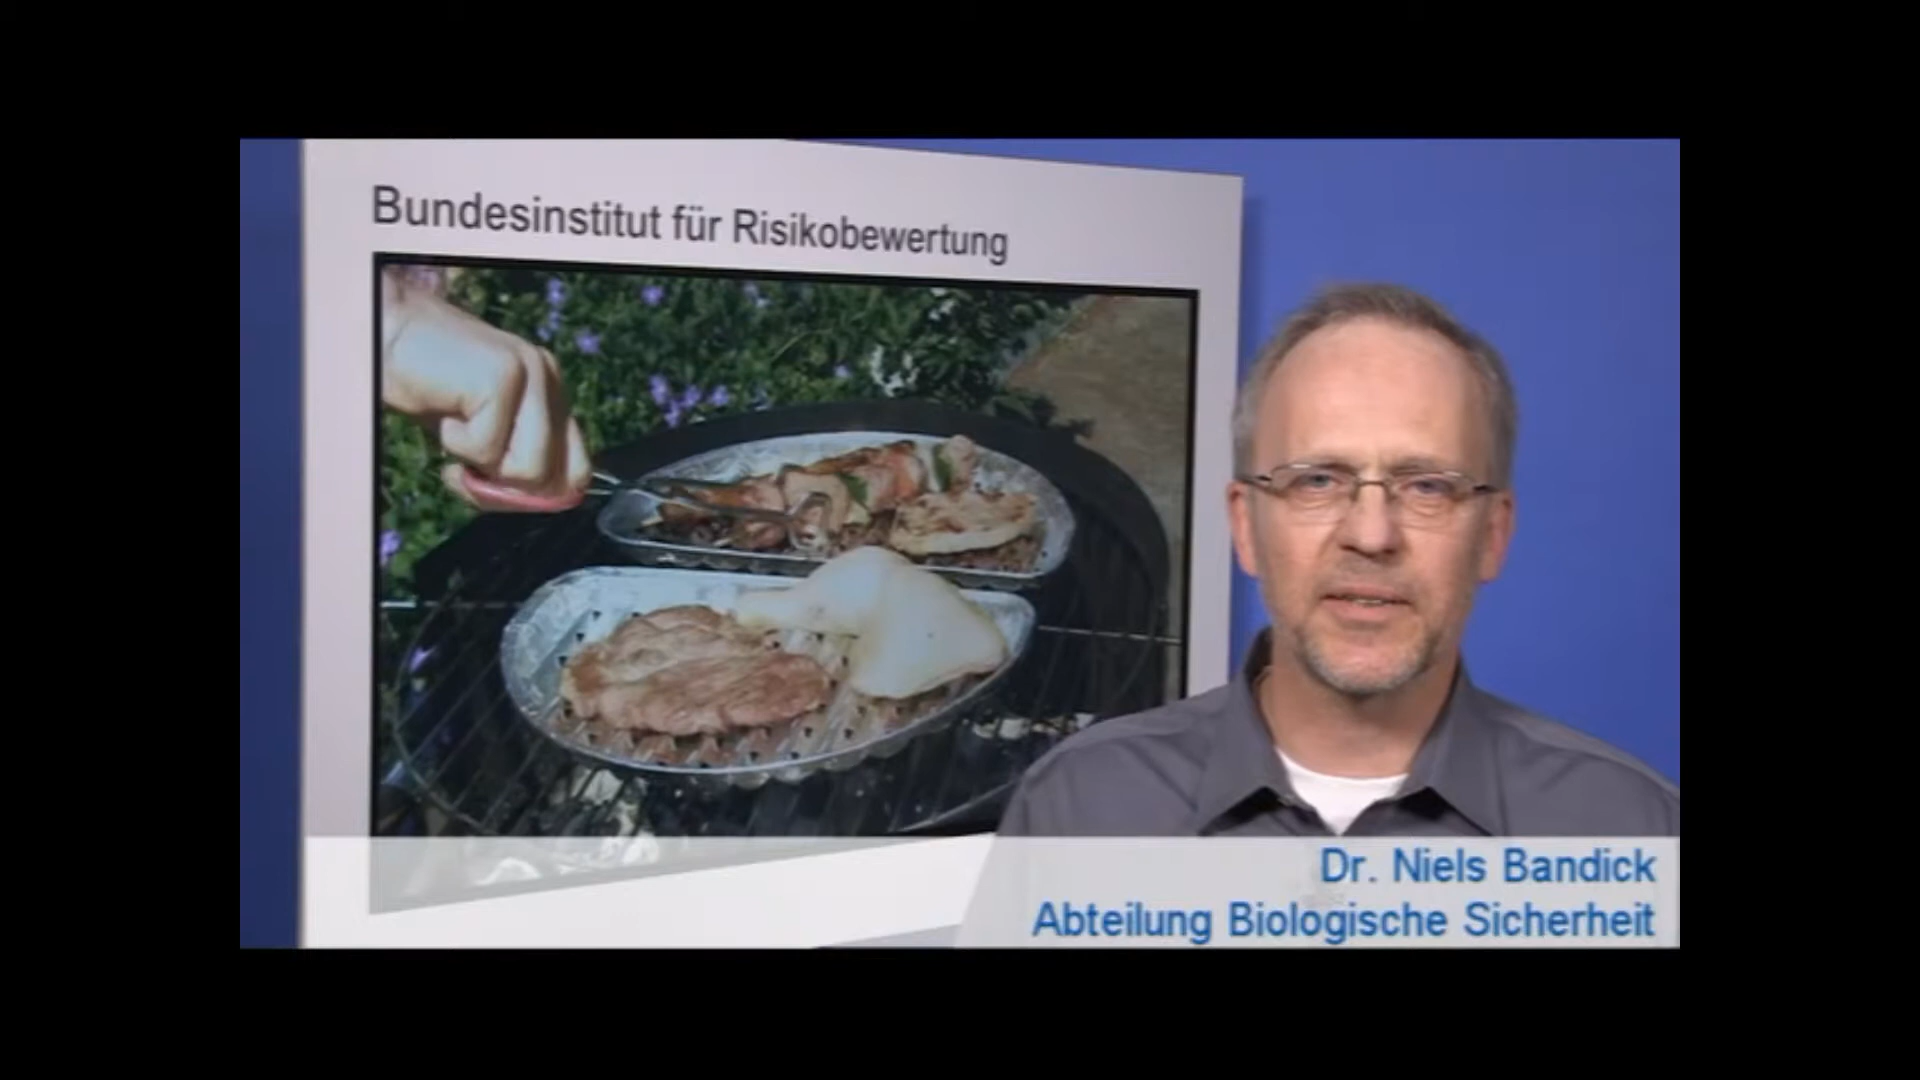 Bundesinstitut für Risikobewertung
Dr. Niels Bandick
Abteilung Biologische Sicherheit